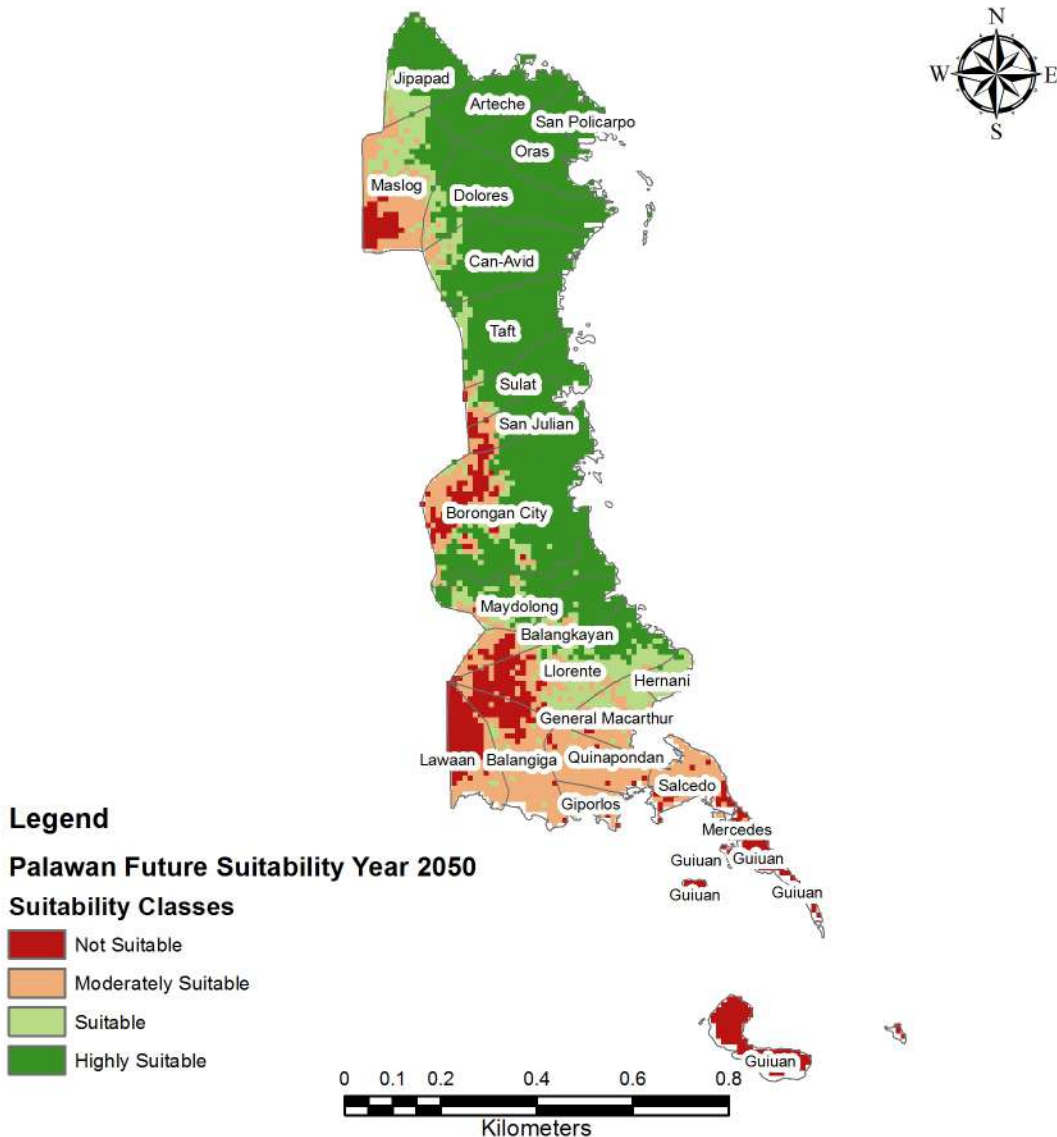 N
W E
S
Jipapad
Arteche
San Policarpo
Oras
Maslog
Dolores
Can-Avid
Taft
Sulat
San Julian
Borongan City
Maydolong
Balangkayan
Llorente
Hernani
General Macarthur
Lawaan
Balangiga
Quinapondan
Salcedo
Giporlos
Mercedes
Guiuan
Guiuan
Guiuan
Guiuan
Guiuan
Legend
Palawan Future Suitability Year 2050
Suitability Classes
Not Suitable
Moderately Suitable
Suitable
Highly Suitable
0 0.1 0.2 0.4 0.6 0.8
Kilometers